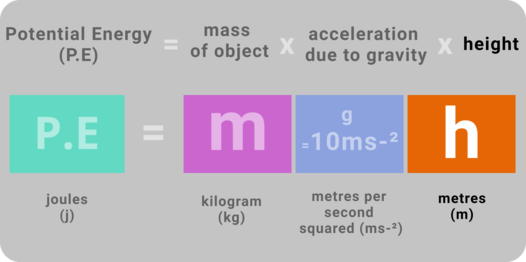 Potential Energy
(P.E)
=
mass
of object
x
acceleration
due to gravity
x
height
P.E
=
m
g
=10ms-²
h
joules
(j)
kilogram
(kg)
metres per
second
squared (ms-²)
metres
(m)